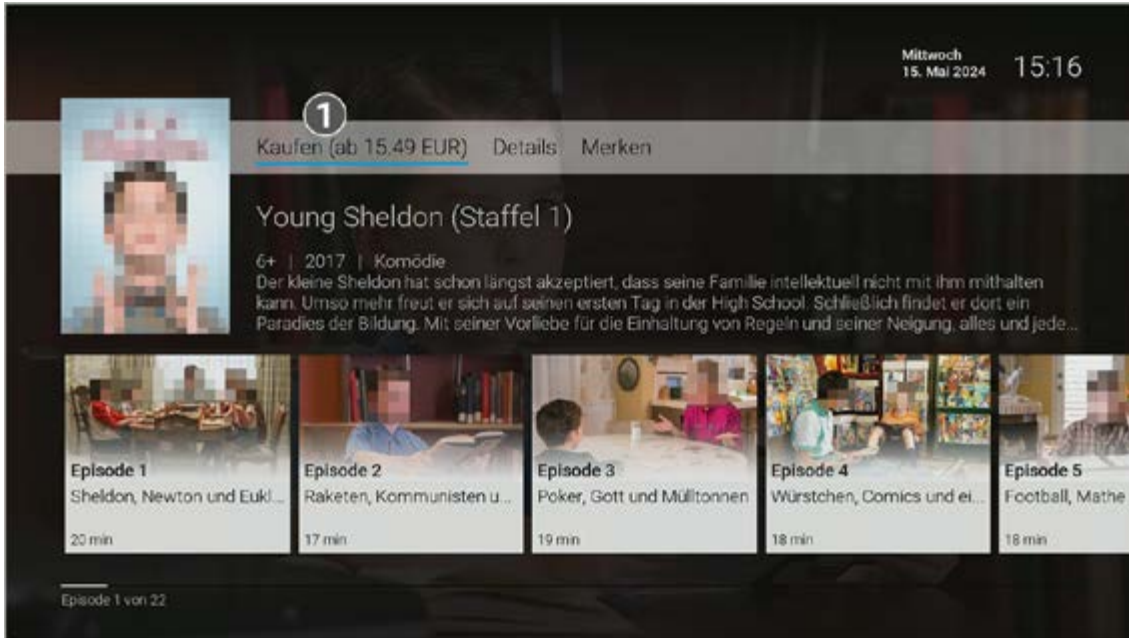 Mittwoch
15. Mai 2024 15:16
1
Kaufen (ab 15.49 EUR) Details Merken
Young Sheldon (Staffel 1)
6+ | 2017 | Komödie
Der kleine Sheldon hat schon längst akzeptiert, dass seine Familie intellektuell nicht mit ihm mithalten
kann. Umso mehr freut er sich auf seinen ersten Tag in der High School. Schließlich findet er dort ein
Paradies der Bildung. Mit seiner Vorliebe für die Einhaltung von Regeln und seiner Neigung, alles und jede...
Episode 1
Sheldon, Newton und Eukl...
20 min
Episode 2
Raketen, Kommunisten u...
17 min
Episode 3
Poker, Gott und Mülltonnen
19 min
Episode 4
Würstchen, Comics und ei...
18 min
Episode 5
Football, Mathe
18 min
Episode 1 von 22